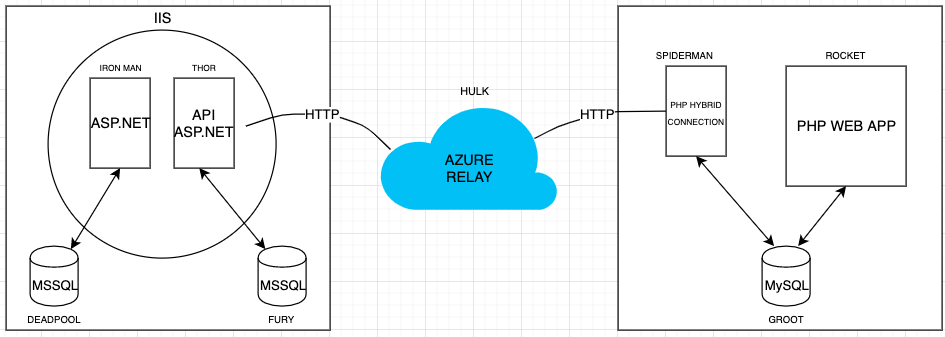 IIS
IRON MAN
THOR
ASP.NET
API
ASP.NET
MSSQL
DEADPOOL
MSSQL
FURY
HTTP
HULK
AZURE
RELAY
HTTP
SPIDERMAN
PHP HYBRID
CONNECTION
ROCKET
PHP WEB APP
MySQL
GROOT